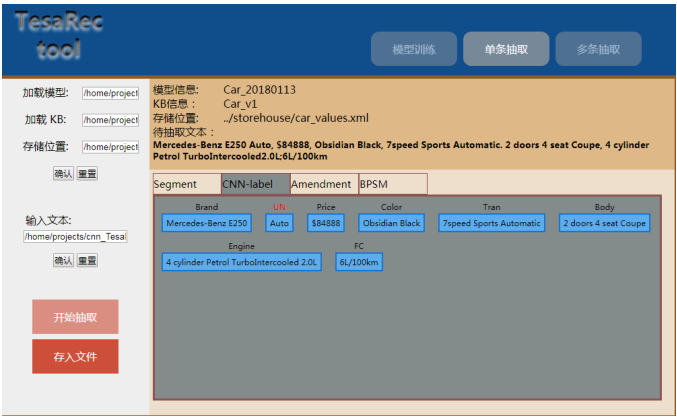 TesaRec
tool
模型训练 单条抽取 多条抽取
加载模型: /home/project
加载 KB: /home/project
存储位置: /home/project
确认 重置
输入文本:
/home/projects/cnn_Tesal
确认 重置
开始抽取
存入文件
模型信息: Car_20180113
KB信息： Car_v1
存储位置: ../storehouse/car_values.xml
待抽取文本：
Mercedes-Benz E250 Auto, $84888, Obsidian Black, 7speed Sports Automatic. 2 doors 4 seat Coupe, 4 cylinder
Petrol TurboIntercooled2.0L;6L/100km
Segment CNN-label Amendment BPSM
Brand UN Price Color Tran Body
Mercedes-Benz E250 Auto $84888 Obsidian Black 7speed Sports Automatic 2 doors 4 seat Coupe
Engine FC
4 cylinder Petrol TurboIntercooled 2.0L 6L/100km